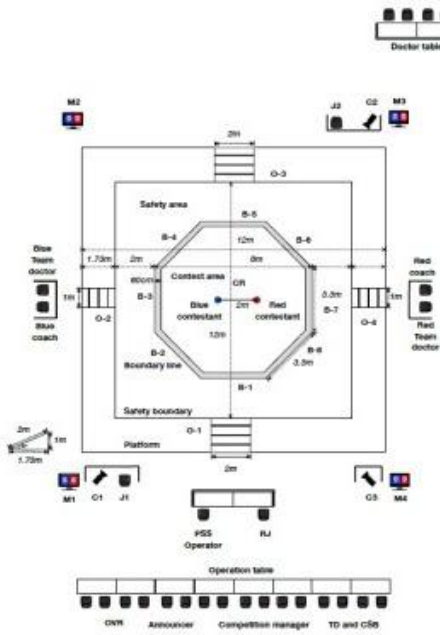 Doctor table
M2
J2
C2
M3
2m
O-3
Safety area
B-5
B-4
12m
B-6
Blue
Team
doctor
1.73m
2m
8m
Red
coach
60cm
Contest area
1m
B-3
CR
3.3m
B-7
1m
O-2
Blue
contestant
2m
Red
contestant
O-4
Blue
coach
Red
Team
doctor
12m
B-2
B-8
3.3m
Boundary line
B-1
Safety boundary
2m
1m
O-1
1.73m
Platform
2m
M1
C1
J1
C3
M4
PSS
Operator
RJ
Operation table
OVR
Announcer
Competition manager
TD and CSB